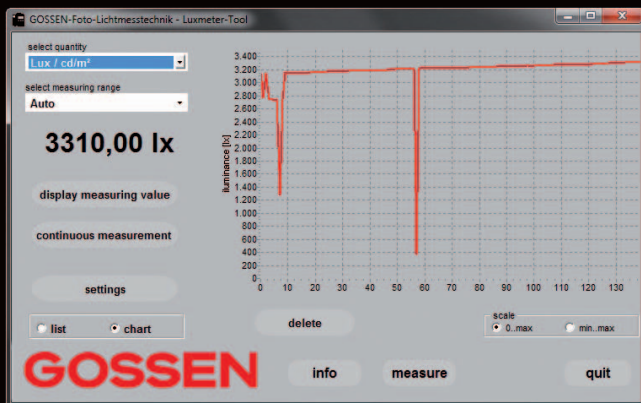 GOSSEN-Foto-Lichtmesstechnik - Luxmeter-Tool
select quantity
Lux / cd/m²
select measuring range
Auto
3310,00 lx
display measuring value
continuous measurement
settings
list
chart
iluminance [lx]
3.400
3.200
3.000
2.800
2.600
2.400
2.200
2.000
1.800
1.600
1.400
1.200
1.000
800
600
400
200
0
0 10 20 30 40 50 60 70 80 90 100 110 120 130
delete
scale
0..max
min..max
GOSSEN
info
measure
quit